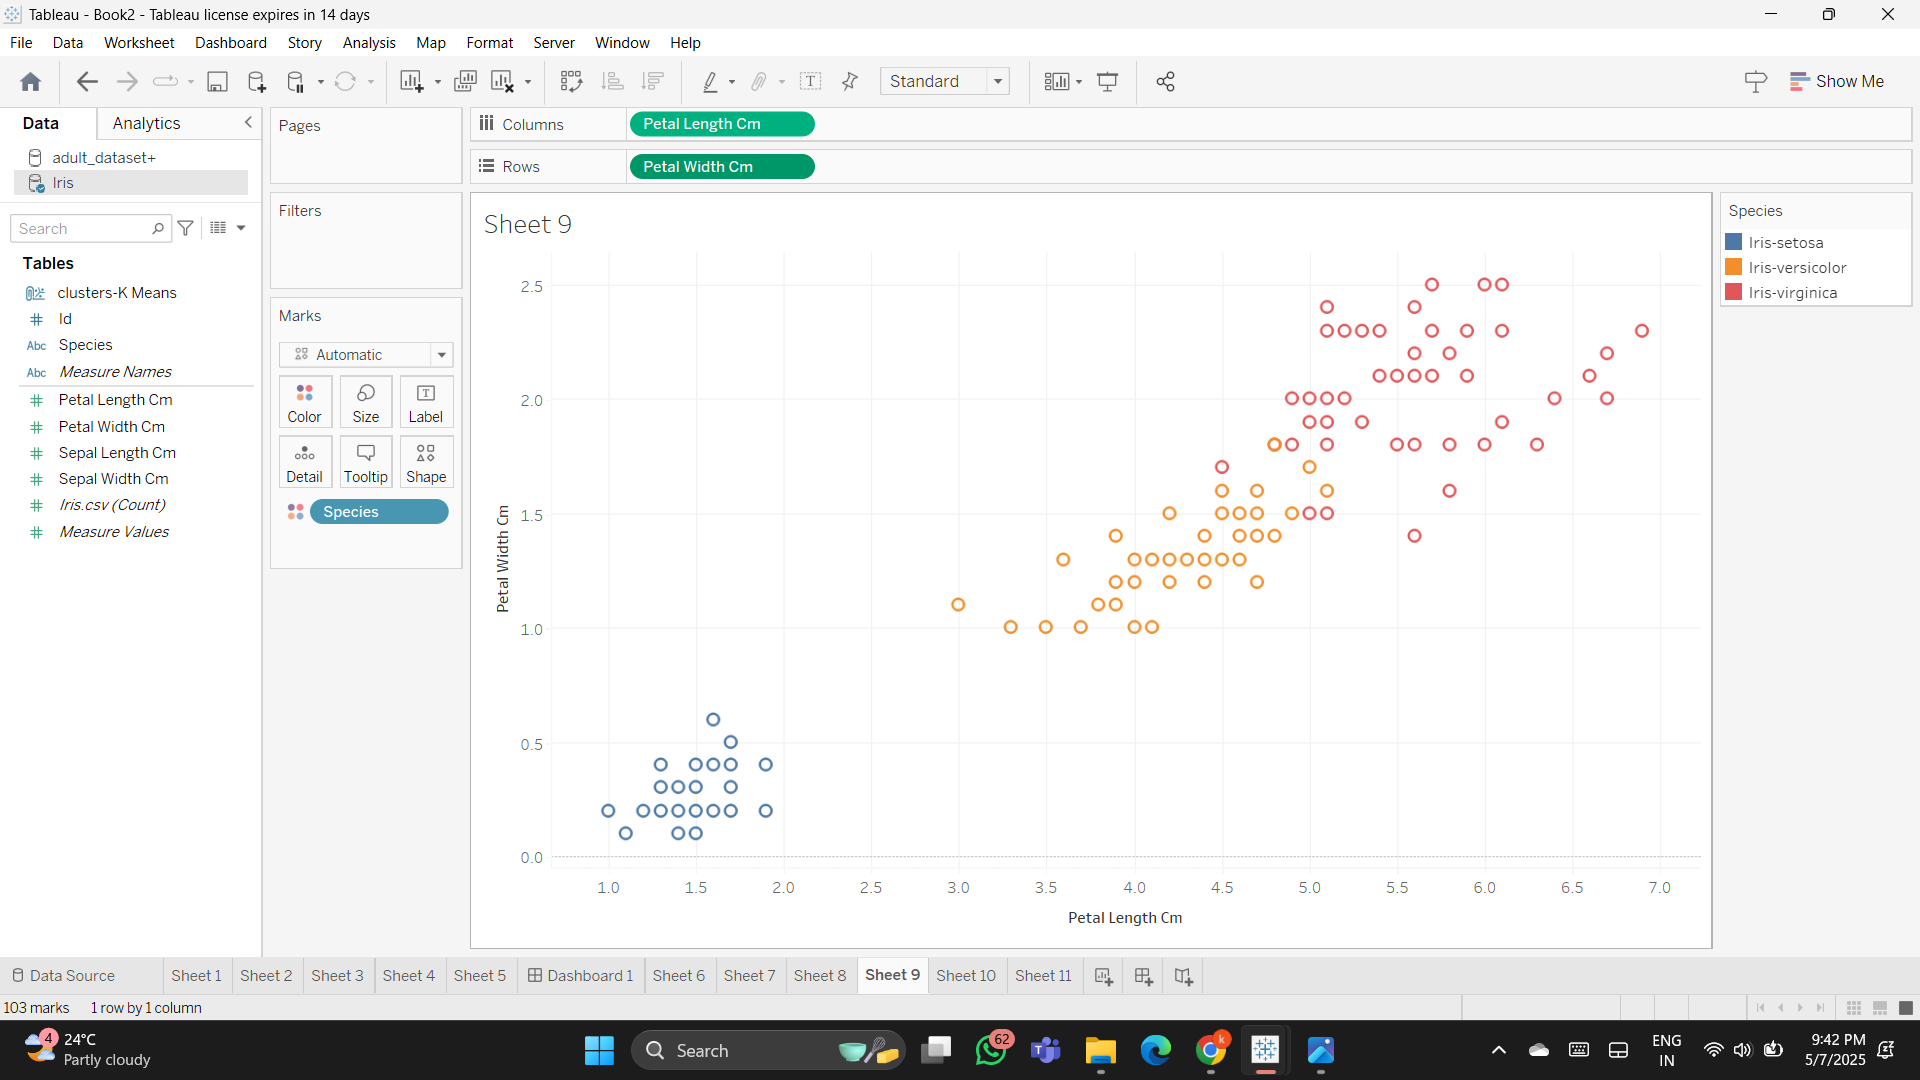 Tableau - Book2 - Tableau license expires in 14 days
File Data Worksheet Dashboard Story Analysis Map Format Server Window Help
Standard
Show Me
Data Analytics
adult_dataset+
Iris
Search
Tables
clusters-K Means
# Id
Abc Species
Abc Measure Names
# Petal Length Cm
# Petal Width Cm
# Sepal Length Cm
# Sepal Width Cm
# Iris.csv (Count)
# Measure Values
Pages
Filters
Marks
Automatic
Color Size Label
Detail Tooltip Shape
Species
Columns Petal Length Cm
Rows Petal Width Cm
Sheet 9
Petal Width Cm
2.5
2.0
1.5
1.0
0.5
0.0
1.0 1.5 2.0 2.5 3.0 3.5 4.0 4.5 5.0 5.5 6.0 6.5 7.0
Petal Length Cm
Species
Iris-setosa
Iris-versicolor
Iris-virginica
Data Source Sheet 1 Sheet 2 Sheet 3 Sheet 4 Sheet 5 Dashboard 1 Sheet 6 Sheet 7 Sheet 8 Sheet 9 Sheet 10 Sheet 11
103 marks 1 row by 1 column
4
24°C
Partly cloudy
Search
62
k
ENG
IN
9:42 PM
5/7/2025